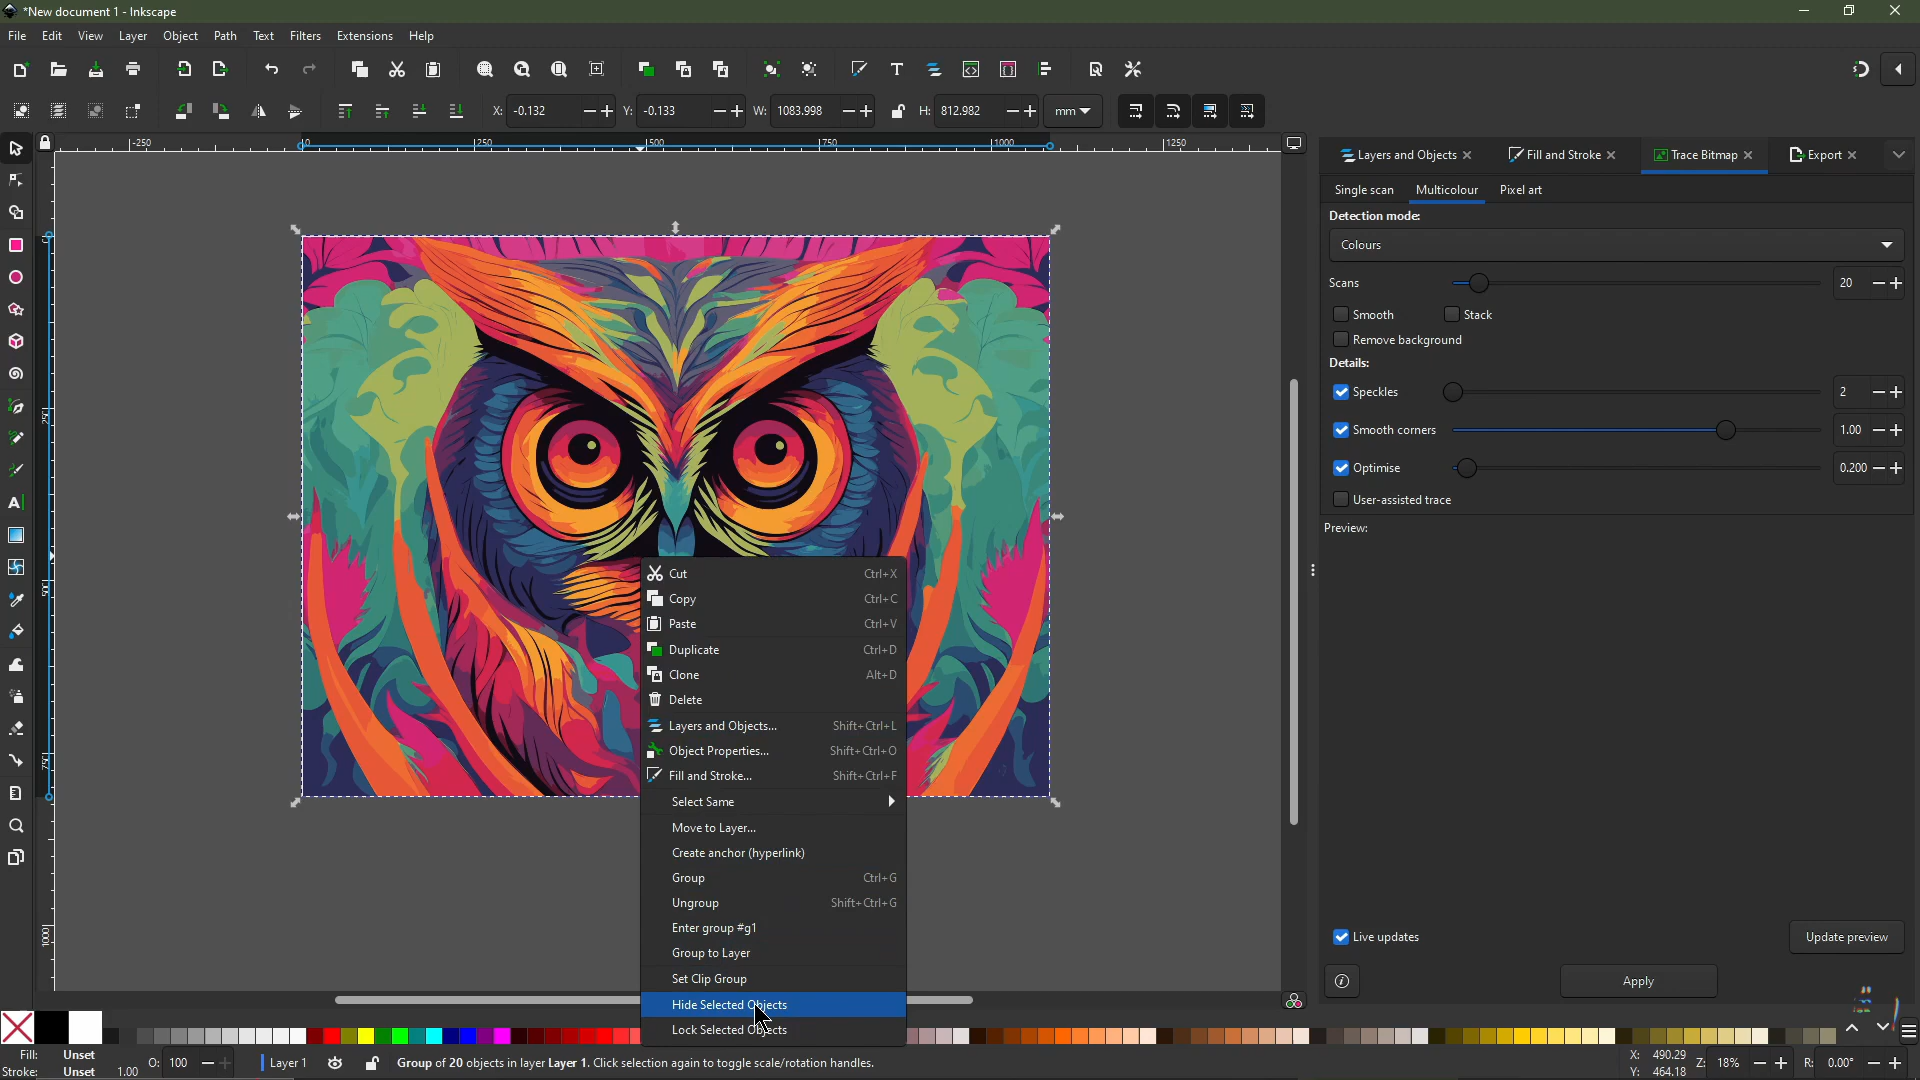 *New document 1 - Inkscape
File Edit View Layer Object Path Text Filters Extensions Help
X: -0.132 Y: -0.133 W: 1083.998 H: 812.982 mm
-250 0 250 500 750 1000 1250
Layers and Objects Fill and Stroke Trace Bitmap Export
Single scan Multicolour Pixel art
Detection mode:
Colours
Scans 20
Smooth Stack
Remove background
Details:
Speckles 2
Smooth corners 1.00
Optimise 0.200
User-assisted trace
Preview:
Cut Ctrl+X
Copy Ctrl+C
Paste Ctrl+V
Duplicate Ctrl+D
Clone Alt+D
Delete
Layers and Objects... Shift+Ctrl+L
Object Properties... Shift+Ctrl+O
Fill and Stroke... Shift+Ctrl+F
Select Same
Move to Layer...
Create anchor (hyperlink)
Group Ctrl+G
Ungroup Shift+Ctrl+G
Enter group #g1
Group to Layer
Set Clip Group
Hide Selected Objects
Lock Selected Objects
Live updates Update preview
Apply
Fill: Unset
Stroke: Unset 1.00
O: 100 Layer 1 Group of 20 objects in layer Layer 1. Click selection again to toggle scale/rotation handles.
X: 490.29
Y: 464.18
Z: 18% R: 0.00°